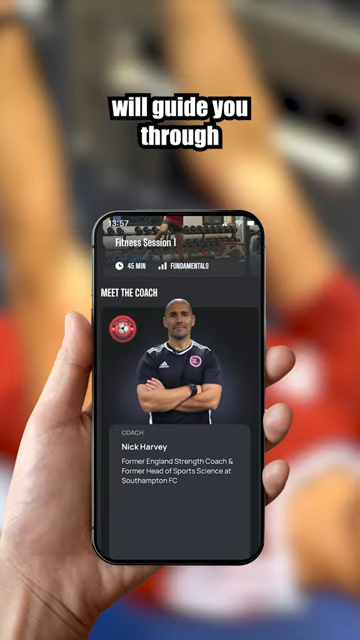 will guide you
through
13:57
Fitness Session 1
45 MIN
FUNDAMENTALS
MEET THE COACH
COACH
Nick Harvey
Former England Strength Coach &
Former Head of Sports Science at
Southampton FC